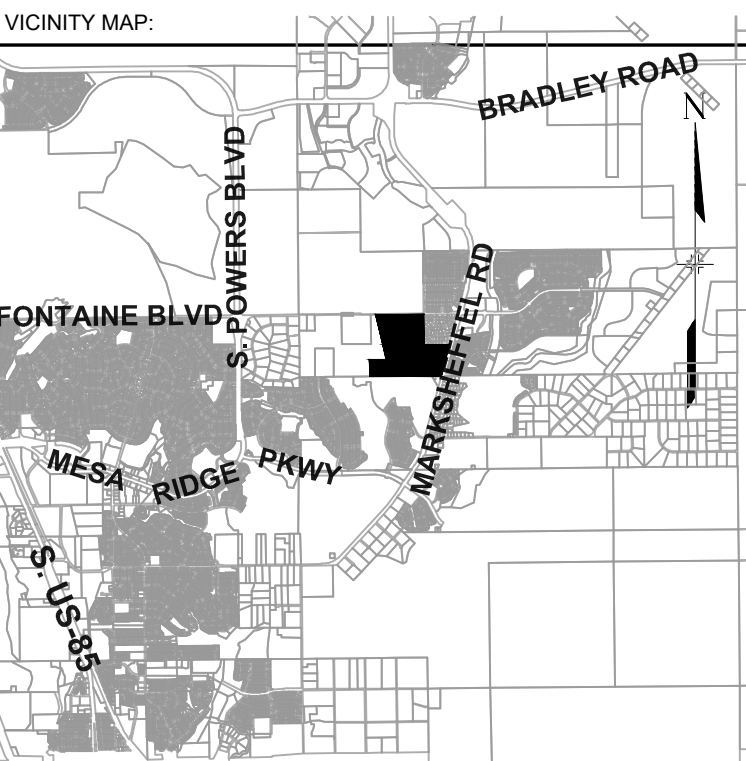 VICINITY MAP:
BRADLEY ROAD
N
S. POWERS BLVD
FONTAINE BLVD
MARKSHEFFEL RD
MESA RIDGE PKWY
S. US-85